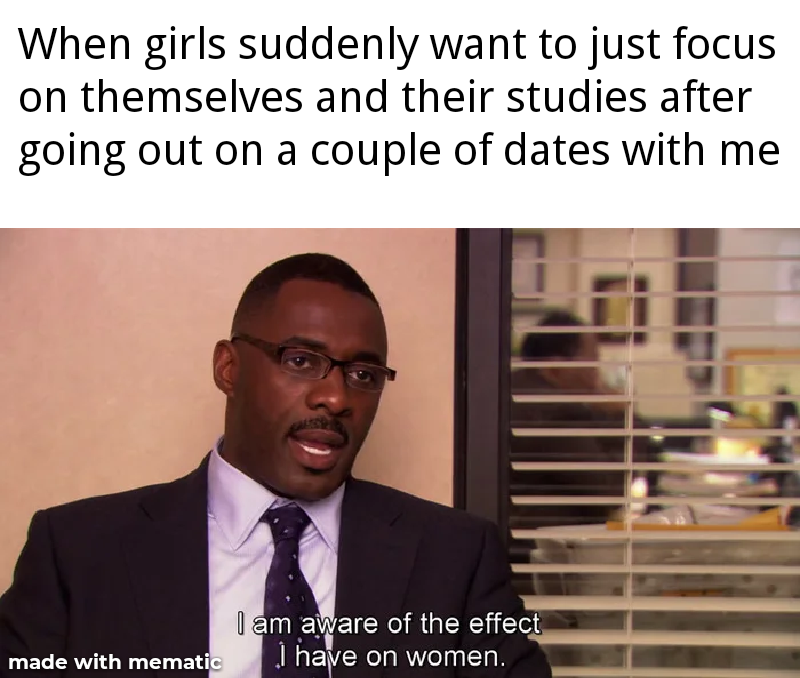 When girls suddenly want to just focus
on themselves and their studies after
going out on a couple of dates with me
I am aware of the effect
I have on women.
made with mematic